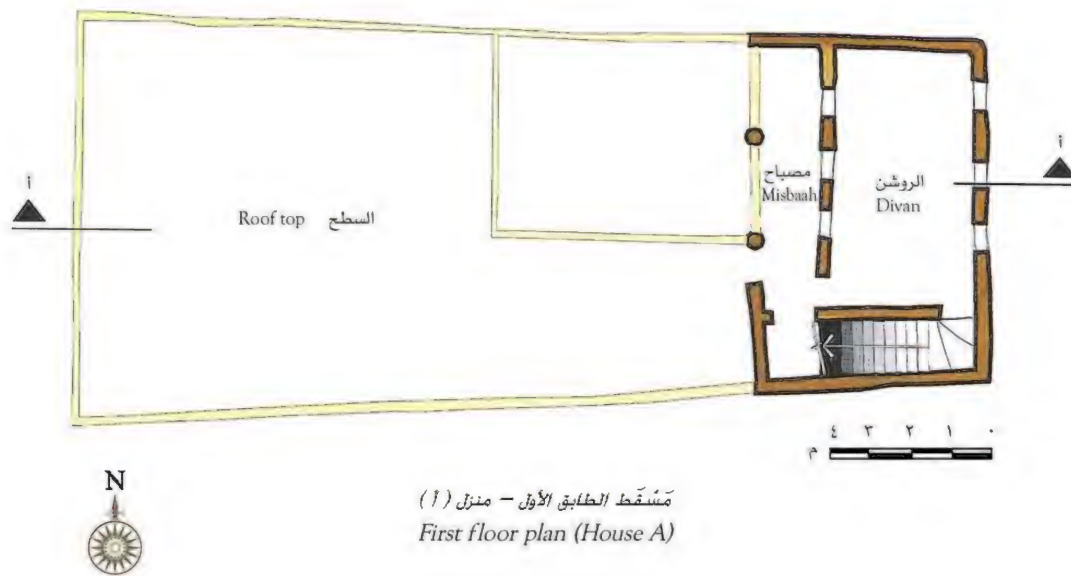 أ
أ
مصباح
Misbaah
الروشن
Divan
Roof top السطح
٤ ٣ ٢ ١ ٠
م
N
مَسْقَط الطابق الأول – منزل (أ)
First floor plan (House A)